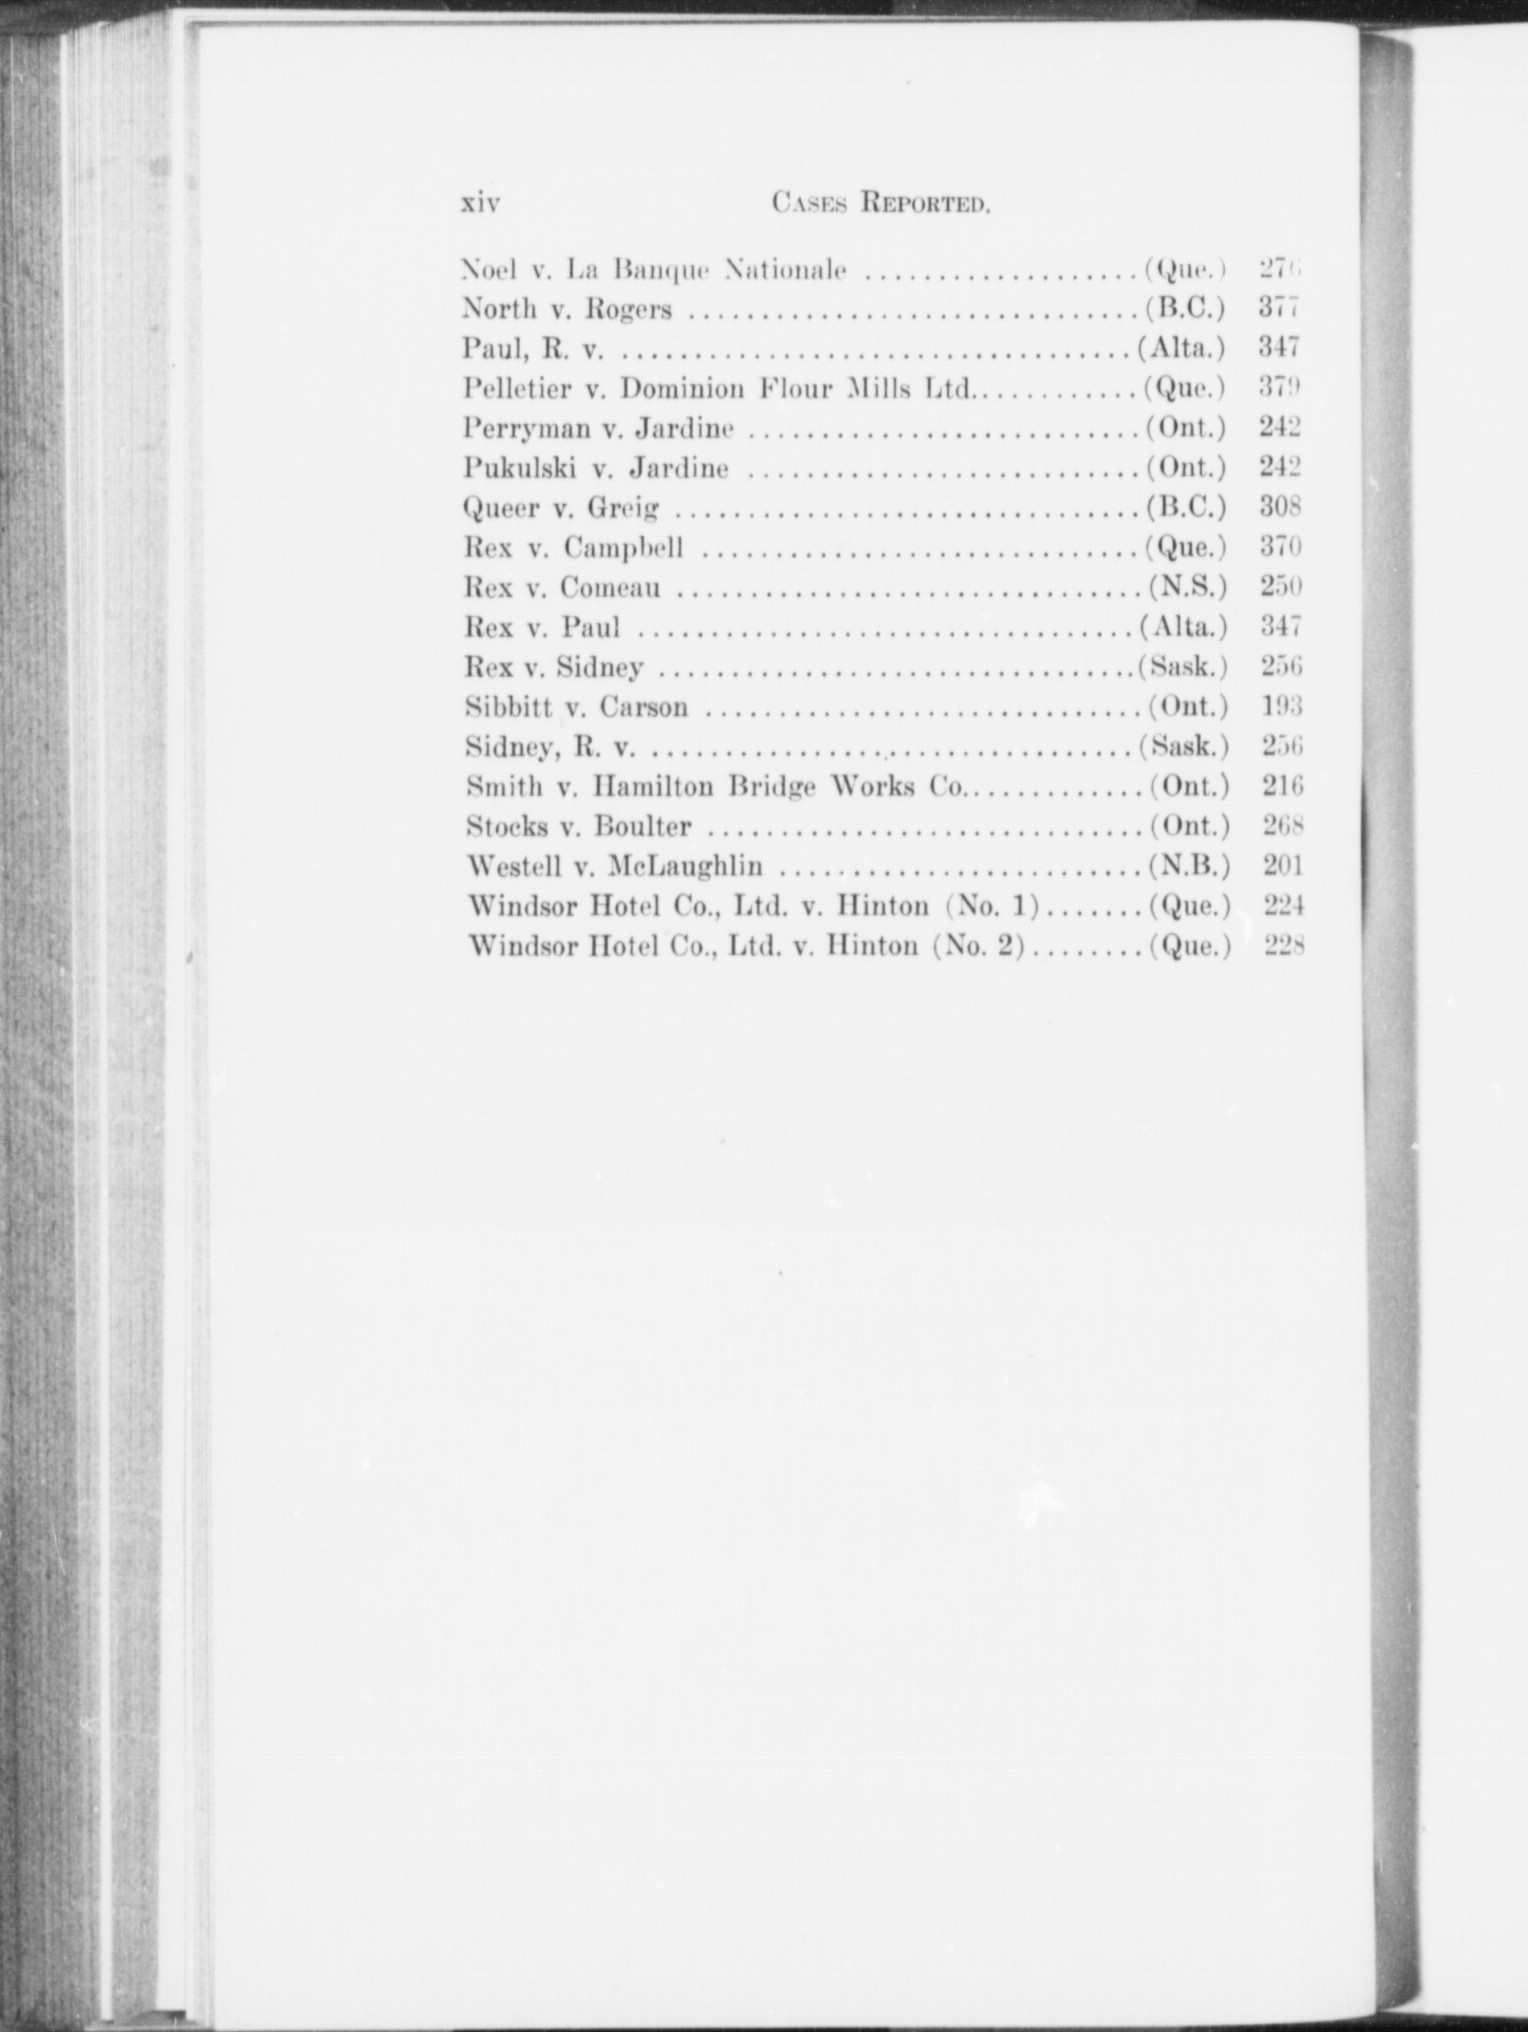 xiv CASES REPORTED.
Noel v. La Banque Nationale ................... (Que.) 276
North v. Rogers ............................... (B.C.) 377
Paul, R. v. ................................... (Alta.) 347
Pelletier v. Dominion Flour Mills Ltd............ (Que.) 379
Perryman v. Jardine ........................... (Ont.) 242
Pukulski v. Jardine ........................... (Ont.) 242
Queer v. Greig ................................ (B.C.) 308
Rex v. Campbell .............................. (Que.) 370
Rex v. Comeau ................................ (N.S.) 250
Rex v. Paul .................................. (Alta.) 347
Rex v. Sidney ................................. (Sask.) 256
Sibbitt v. Carson .............................. (Ont.) 193
Sidney, R. v. ................................. (Sask.) 256
Smith v. Hamilton Bridge Works Co............. (Ont.) 216
Stocks v. Boulter .............................. (Ont.) 268
Westell v. McLaughlin ......................... (N.B.) 201
Windsor Hotel Co., Ltd. v. Hinton (No. 1)....... (Que.) 224
Windsor Hotel Co., Ltd. v. Hinton (No. 2)........ (Que.) 228